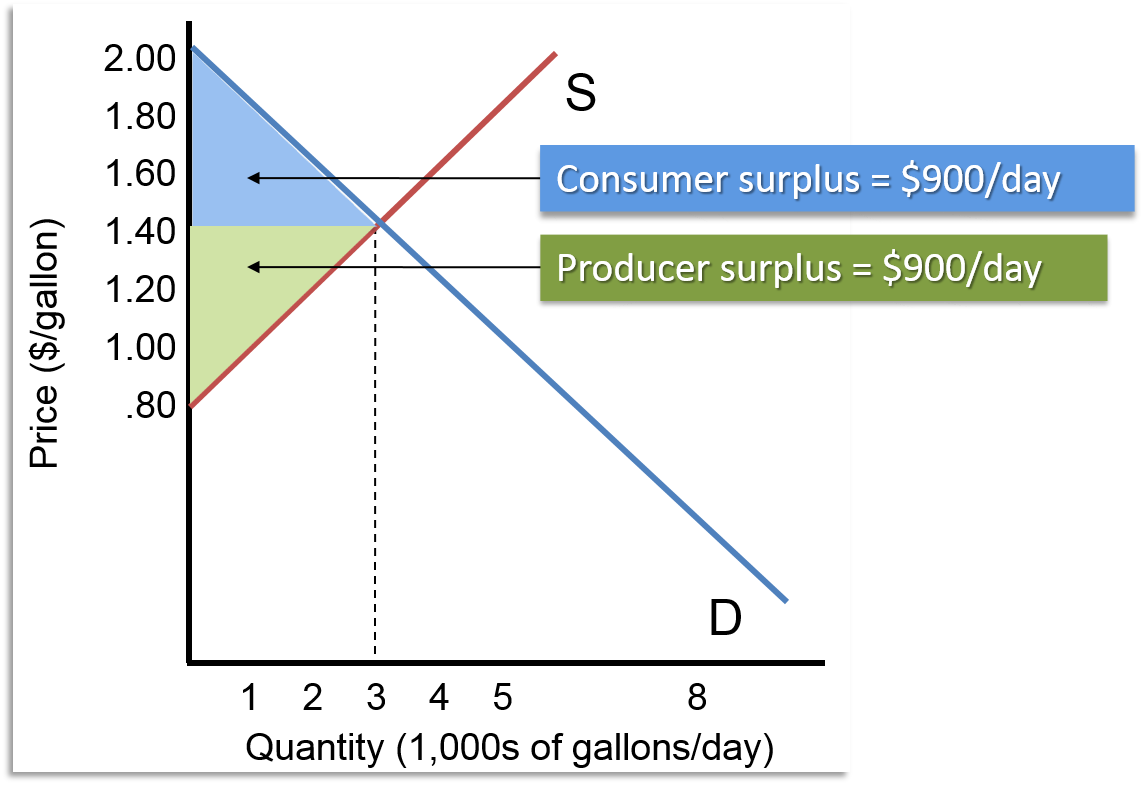 2.00
1.80
1.60
1.40
1.20
1.00
.80
Price ($/gallon)
S
Consumer surplus = $900/day
Producer surplus = $900/day
D
1 2 3 4 5 8
Quantity (1,000s of gallons/day)